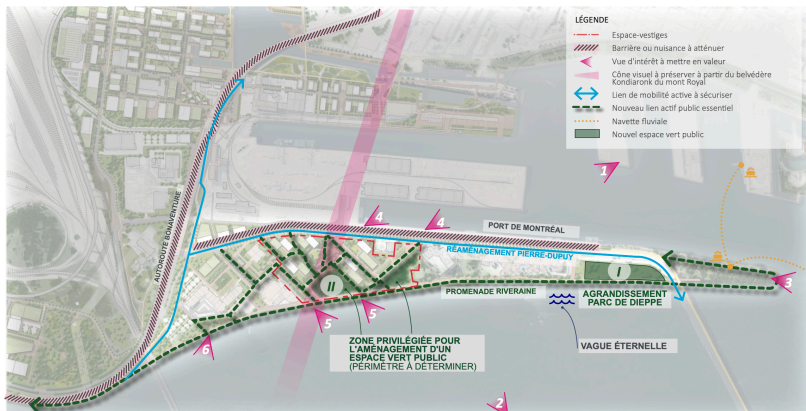 LÉGENDE
Espace-vestiges
Barrière ou nuisance à atténuer
Vue d'intérêt à mettre en valeur
Cône visuel à préserver à partir du belvédère
Kondiaronk du mont Royal
Lien de mobilité active à sécuriser
Nouveau lien actif public essentiel
Navette fluviale
Nouvel espace vert public
1
4
4
PORT DE MONTRÉAL
AUTOROUTE BONAVENTURE
RÉAMÉNAGEMENT PIERRE-DUPUY
I
II
3
PROMENADE RIVERAINE
AGRANDISSEMENT
PARC DE DIEPPE
5
5
6
ZONE PRIVILÉGIÉE POUR
L'AMÉNAGEMENT D'UN
ESPACE VERT PUBLIC
(PÉRIMÈTRE À DÉTERMINER)
VAGUE ÉTERNELLE
2